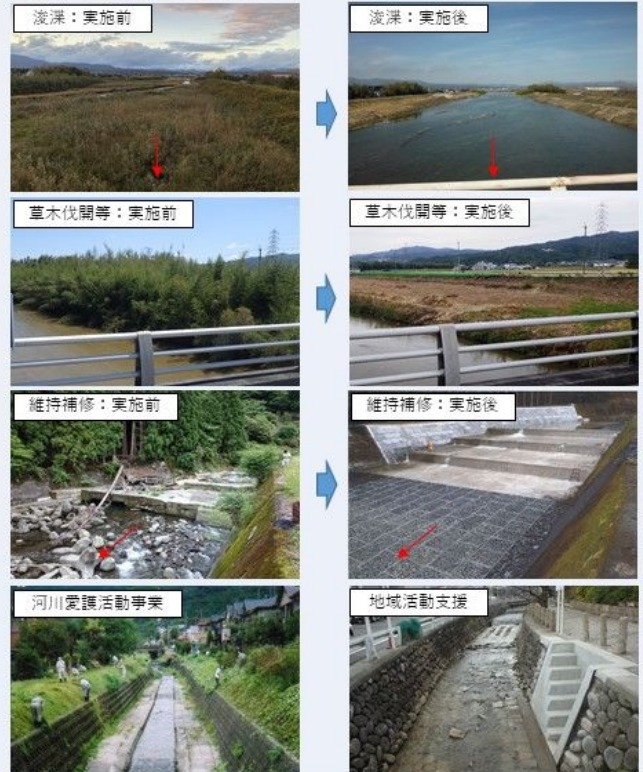 浚渫：実施前
浚渫：実施後
草木伐開等：実施前
草木伐開等：実施後
維持補修：実施前
維持補修：実施後
河川愛護活動事業
地域活動支援